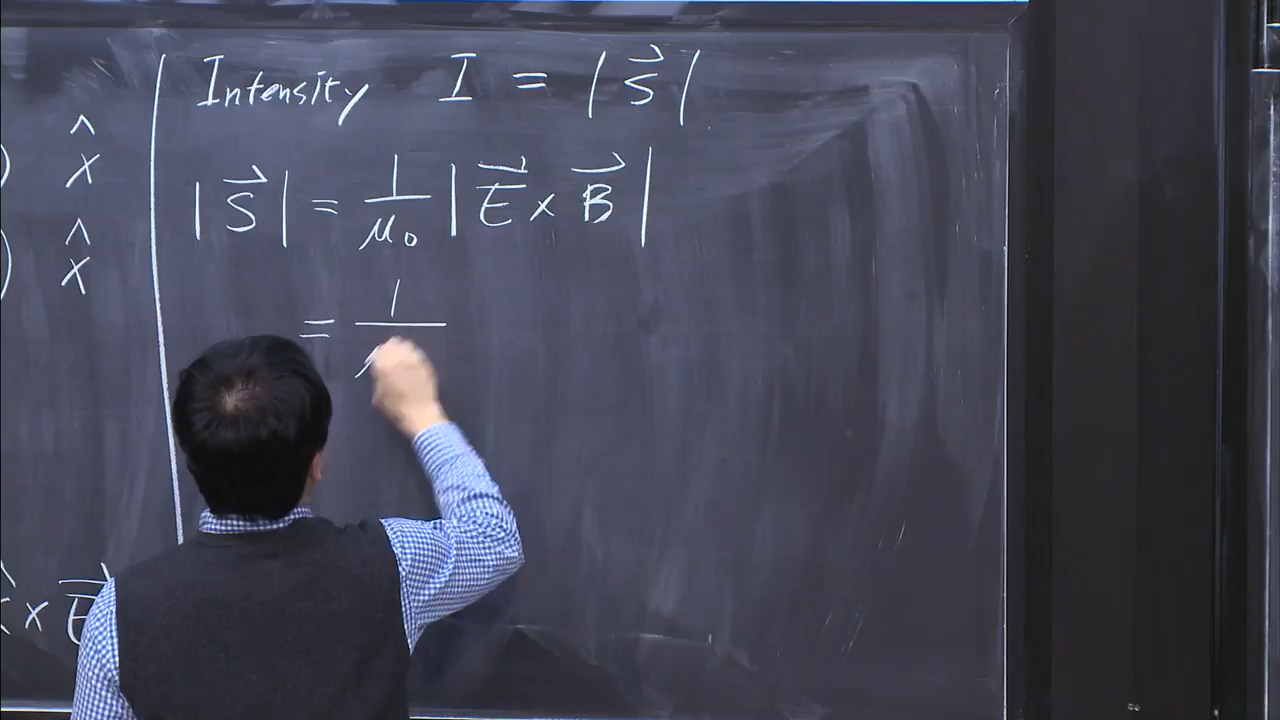 ) x̂
) x̂
x E⃗
Intensity I = |S⃗|
|S⃗| = 1/μ₀ |E⃗ × B⃗|
= 1/